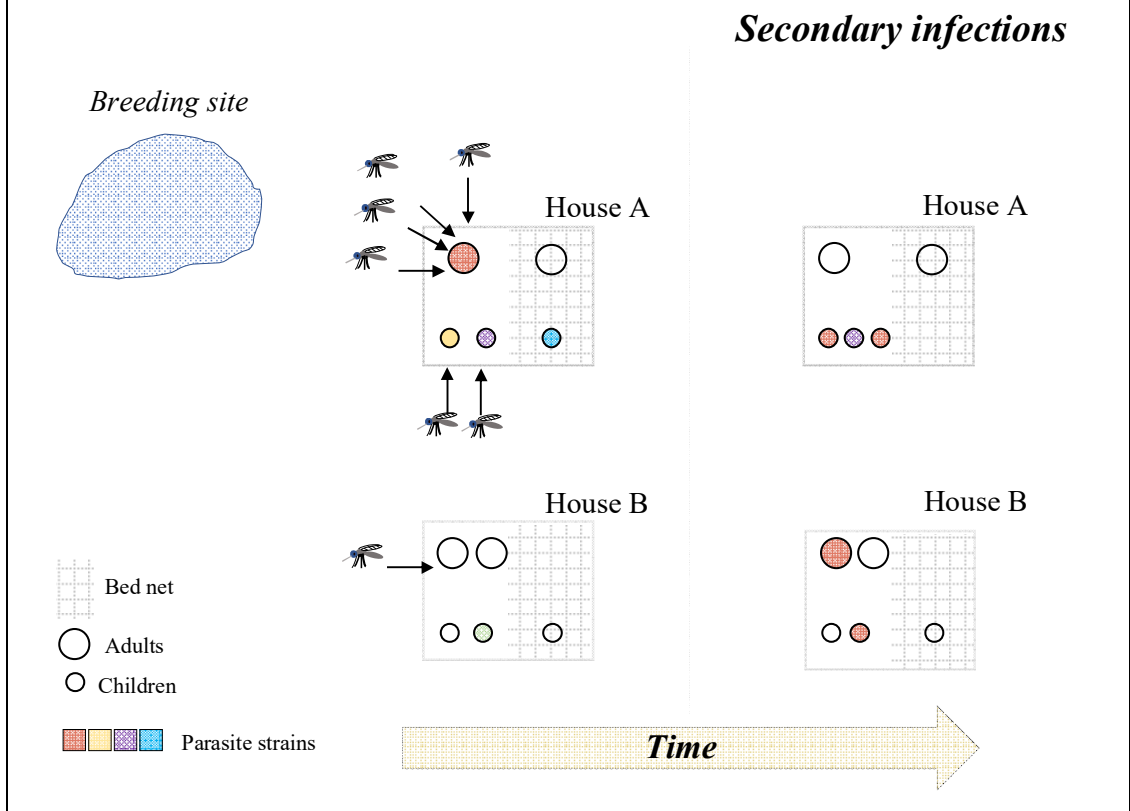 Secondary infections
Breeding site
House A
House A
House B
House B
Bed net
Adults
Children
Parasite strains
Time